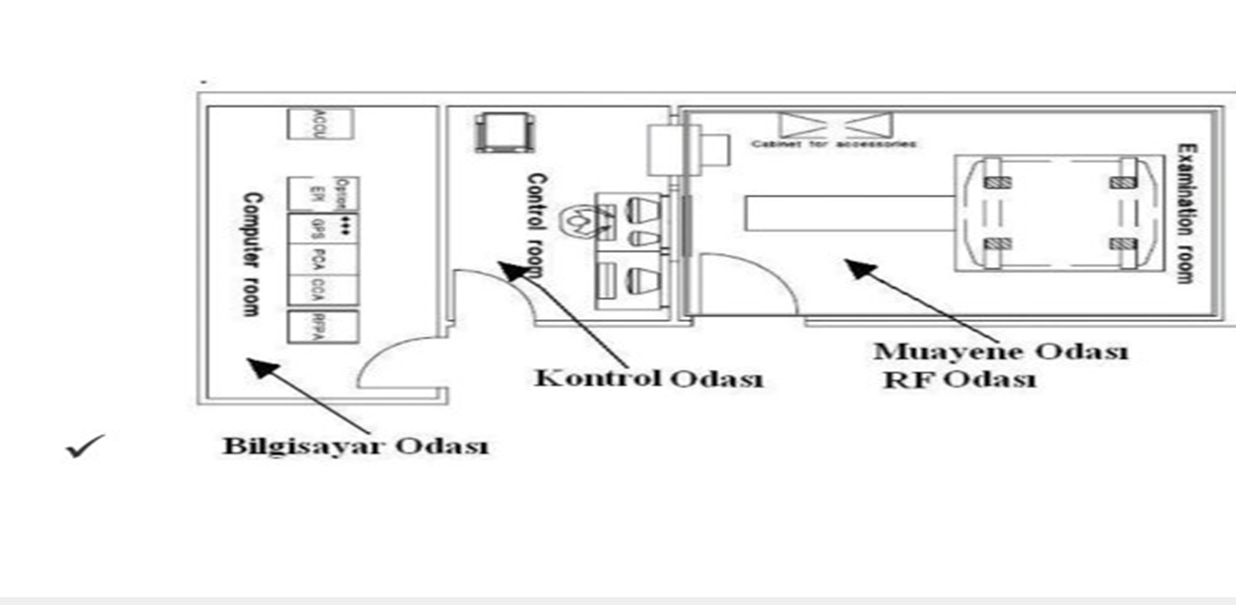 ACCU
Option
EPI
***
GPS
PCA
CCA
RFPA
Computer room
Control room
Cabinet for accessories
Examination room
Muayene Odası
RF Odası
Kontrol Odası
Bilgisayar Odası